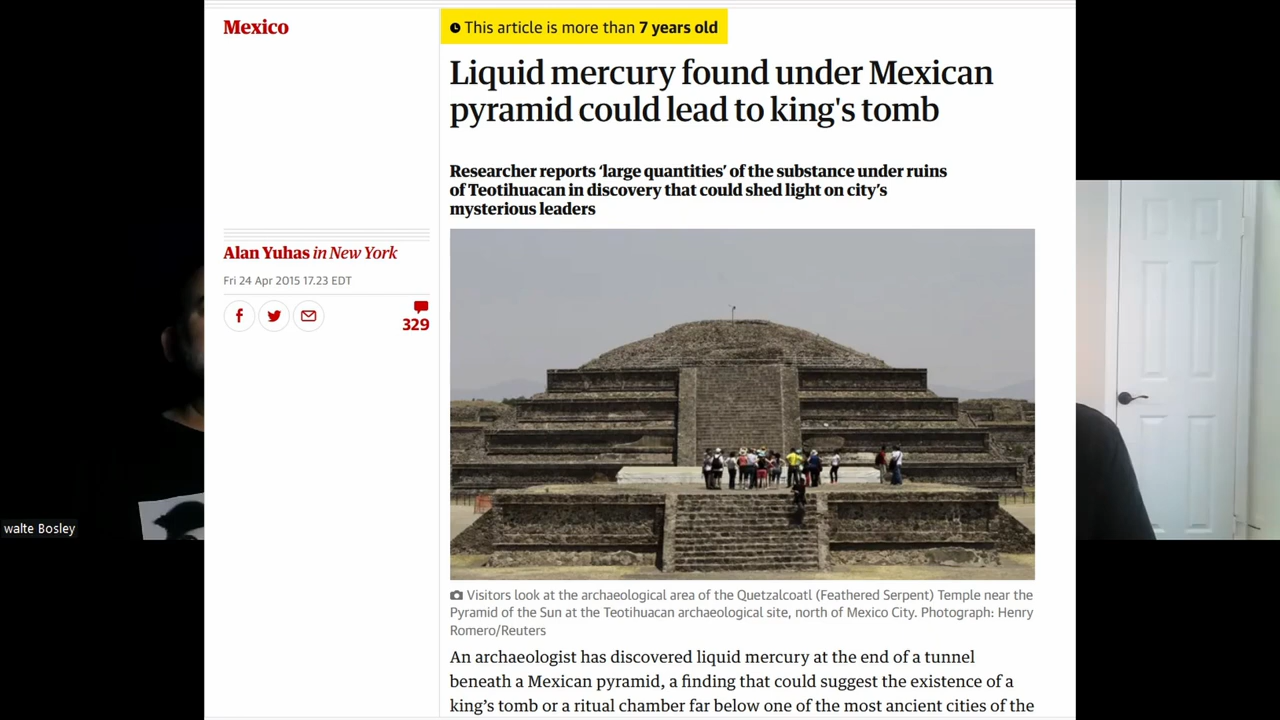 Mexico
This article is more than 7 years old
Liquid mercury found under Mexican
pyramid could lead to king's tomb
Researcher reports ‘large quantities’ of the substance under ruins
of Teotihuacan in discovery that could shed light on city’s
mysterious leaders
Alan Yuhas in New York
Fri 24 Apr 2015 17.23 EDT
329
walte Bosley
Visitors look at the archaeological area of the Quetzalcoatl (Feathered Serpent) Temple near the
Pyramid of the Sun at the Teotihuacan archaeological site, north of Mexico City. Photograph: Henry
Romero/Reuters
An archaeologist has discovered liquid mercury at the end of a tunnel
beneath a Mexican pyramid, a finding that could suggest the existence of a
king’s tomb or a ritual chamber far below one of the most ancient cities of the